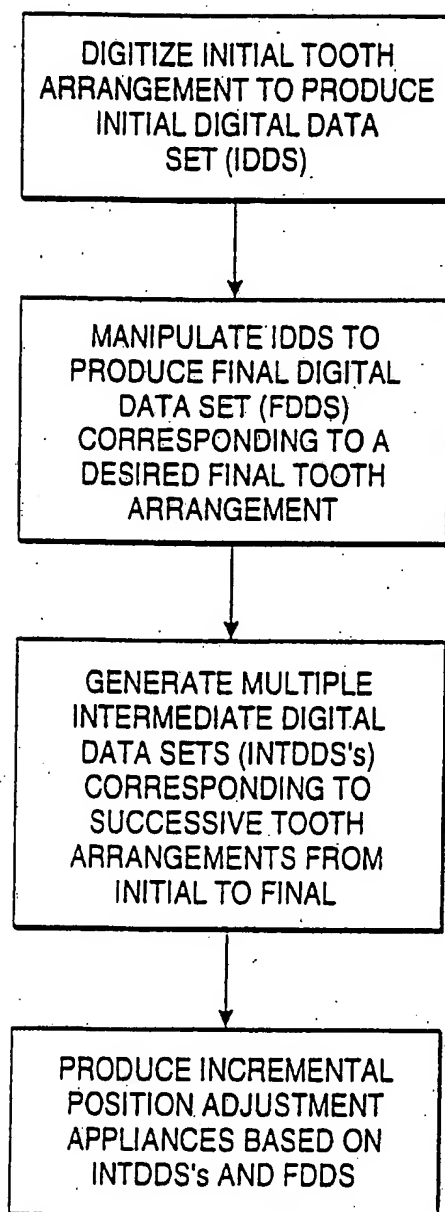 DIGITIZE INITIAL TOOTH
ARRANGEMENT TO PRODUCE
INITIAL DIGITAL DATA
SET (IDDS)
MANIPULATE IDDS TO
PRODUCE FINAL DIGITAL
DATA SET (FDDS)
CORRESPONDING TO A
DESIRED FINAL TOOTH
ARRANGEMENT
GENERATE MULTIPLE
INTERMEDIATE DIGITAL
DATA SETS (INTDDS's)
CORRESPONDING TO
SUCCESSIVE TOOTH
ARRANGEMENTS FROM
INITIAL TO FINAL
PRODUCE INCREMENTAL
POSITION ADJUSTMENT
APPLIANCES BASED ON
INTDDS's AND FDDS